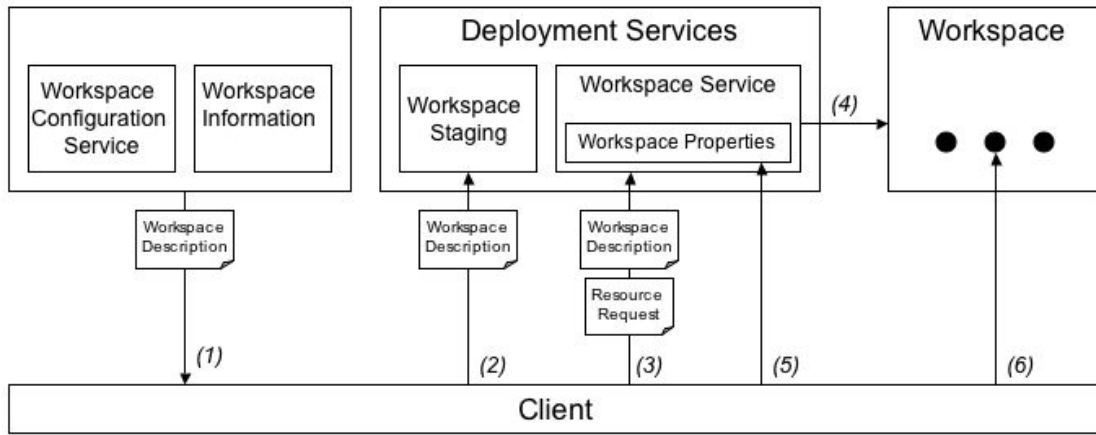 Deployment Services
Workspace
Workspace
Configuration
Service
Workspace
Information
Workspace
Staging
Workspace Service
Workspace Properties
(4)
Workspace
Description
Workspace
Description
Workspace
Description
Resource
Request
(1)
(2)
(3)
(5)
(6)
Client